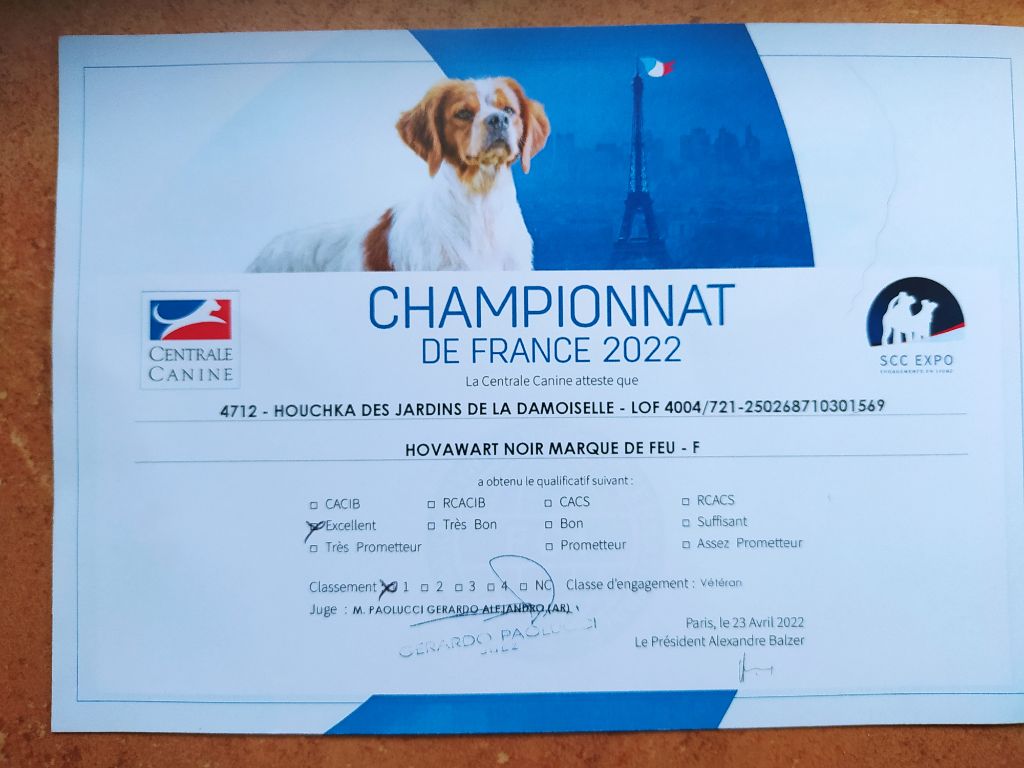 CHAMPIONNAT
DE FRANCE 2022
CENTRALE
CANINE
SCC EXPO
La Centrale Canine atteste que
4712 - HOUCHKA DES JARDINS DE LA DAMOISELLE - LOF 4004/721-250268710301569
HOVAWART NOIR MARQUE DE FEU - F
a obtenu le qualificatif suivant :
□ CACIB □ RCACIB □ CACS □ RCACS
□ Excellent □ Très Bon □ Bon □ Suffisant
□ Très Prometteur □ Prometteur □ Assez Prometteur
Classement □ 1 □ 2 □ 3 □ 4 □ NC Classe d'engagement : Vétéran
Juge : M. PAOLUCCI GERARDO ALEJANDRO (AR)
GERARDO PAOLUCCI
Paris, le 23 Avril 2022
Le Président Alexandre Balzer